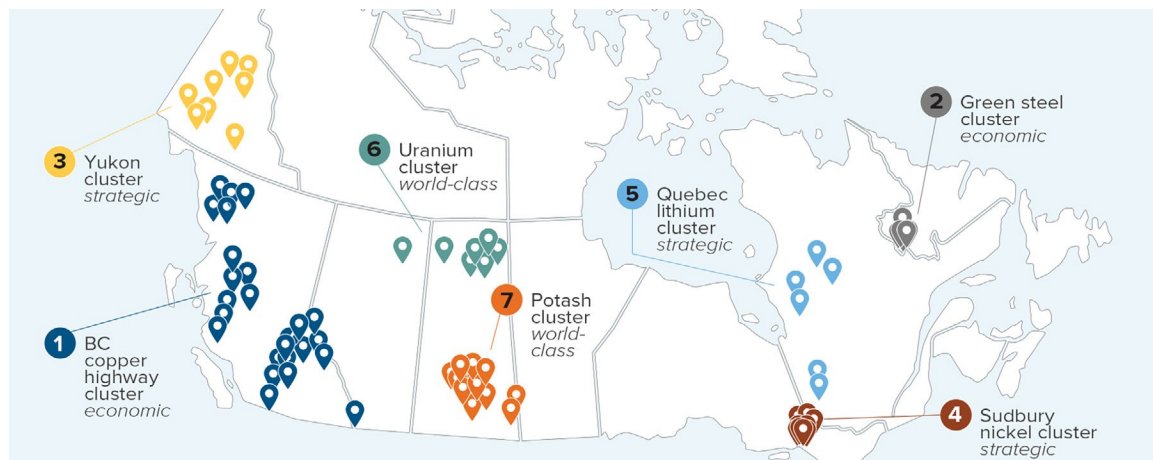 2
Green steel
cluster
economic
6
Uranium
cluster
world-class
3
Yukon
cluster
strategic
5
Quebec
lithium
cluster
strategic
7
Potash
cluster
world-
class
1
BC
copper
highway
cluster
economic
4
Sudbury
nickel cluster
strategic